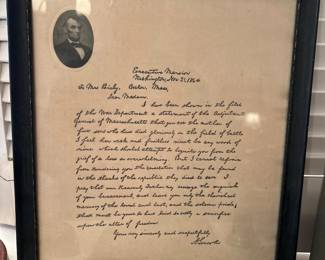 Executive Mansion
Washington, Nov 21, 1864
To Mrs Bixby, Boston, Mass,
Dear Madam,
I have been shown in the files
of the War Department a statement of the Adjutant
General of Massachusetts that you are the mother of
five sons who have died gloriously on the field of battle
I feel how weak and fruitless must be any word of
mine which should attempt to beguile you from the
grief of a loss so overwhelming. But I cannot refrain
from tendering you the consolation that may be found
in the thanks of the republic they died to save. I
pray that our Heavenly Father may assuage the anguish
of your bereavement, and leave you only the cherished
memory of the loved and lost, and the solemn pride,
that must be yours to have laid so costly a sacrifice
upon the altar of freedom
Yours very sincerely and respectfully
A. Lincoln